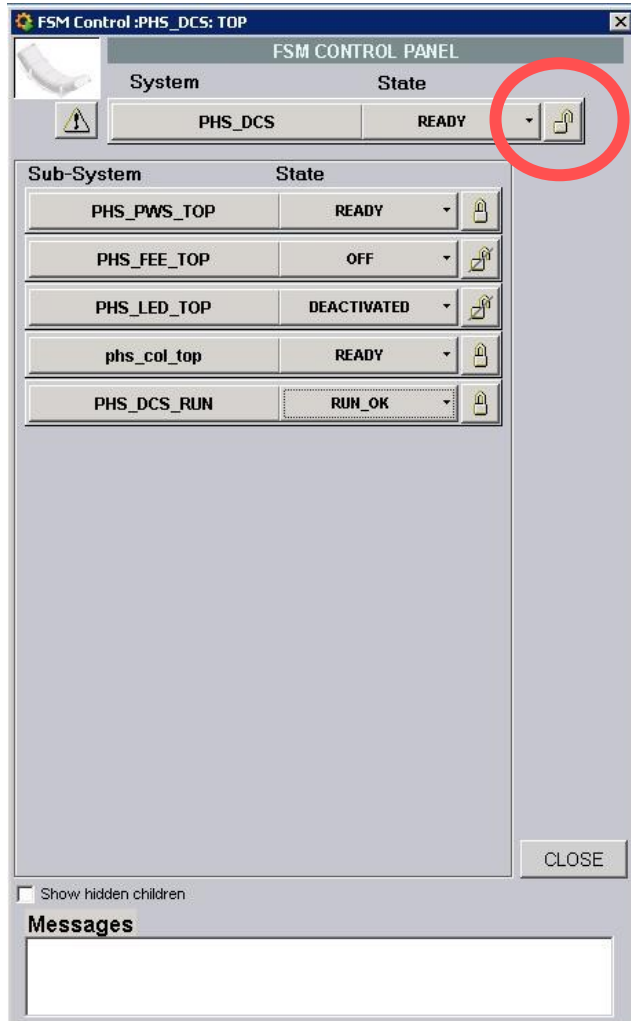 FSM Control :PHS_DCS: TOP
FSM CONTROL PANEL
System State
PHS_DCS READY
Sub-System State
PHS_PWS_TOP READY
PHS_FEE_TOP OFF
PHS_LED_TOP DEACTIVATED
phs_col_top READY
PHS_DCS_RUN RUN_OK
CLOSE
Show hidden children
Messages